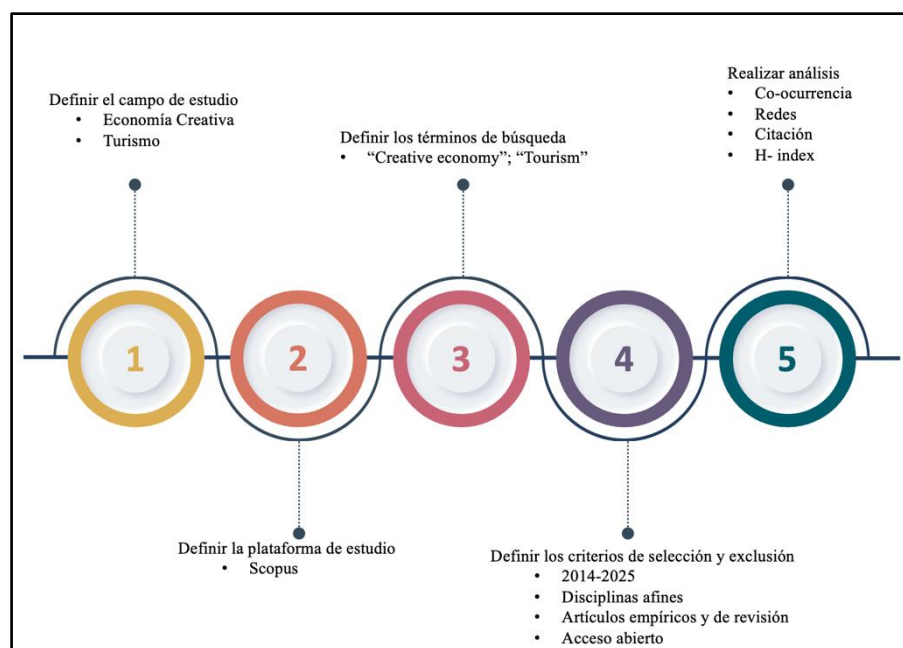 Definir el campo de estudio
• Economía Creativa
• Turismo
1
Definir la plataforma de estudio
• Scopus
2
Definir los términos de búsqueda
• “Creative economy”; “Tourism”
3
Definir los criterios de selección y exclusión
• 2014-2025
• Disciplinas afines
• Artículos empíricos y de revisión
• Acceso abierto
4
Realizar análisis
• Co-ocurrencia
• Redes
• Citación
• H- index
5